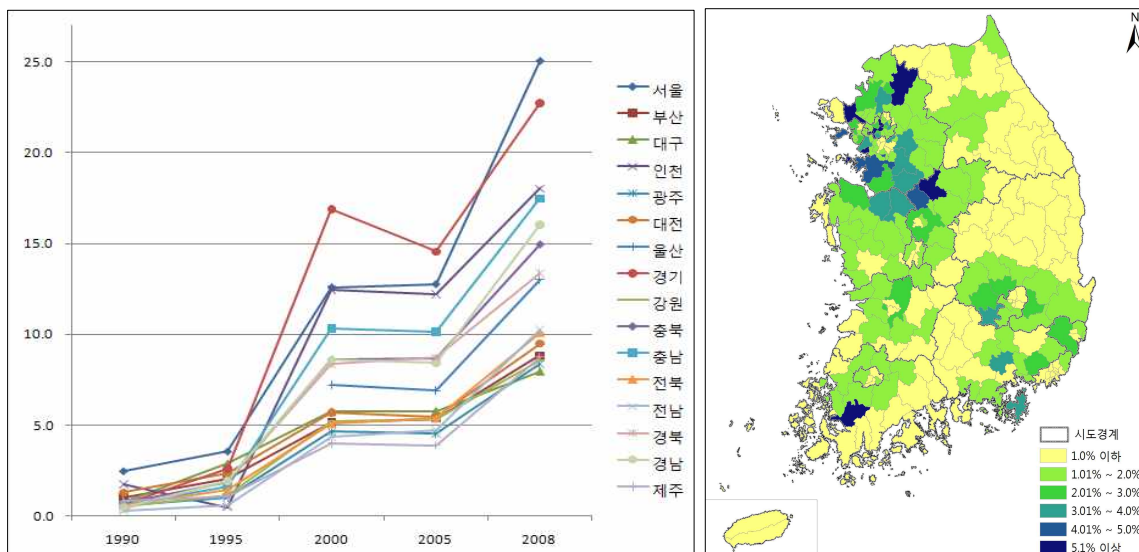 25.0
20.0
15.0
10.0
5.0
0.0
1990 1995 2000 2005 2008
서울
부산
대구
인천
광주
대전
울산
경기
강원
충북
충남
전북
전남
경북
경남
제주
N
시도경계
1.0% 이하
1.01% ~ 2.0%
2.01% ~ 3.0%
3.01% ~ 4.0%
4.01% ~ 5.0%
5.1% 이상